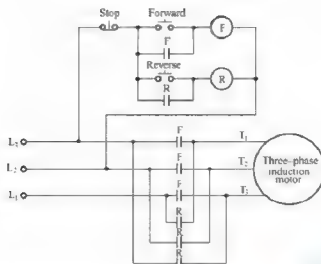 Stop
Forward
F
F
Reverse
R
R
L₃
F
T₁
L₂
F
T₂
Three-phase
induction
motor
L₁
F
T₃
R
R
R